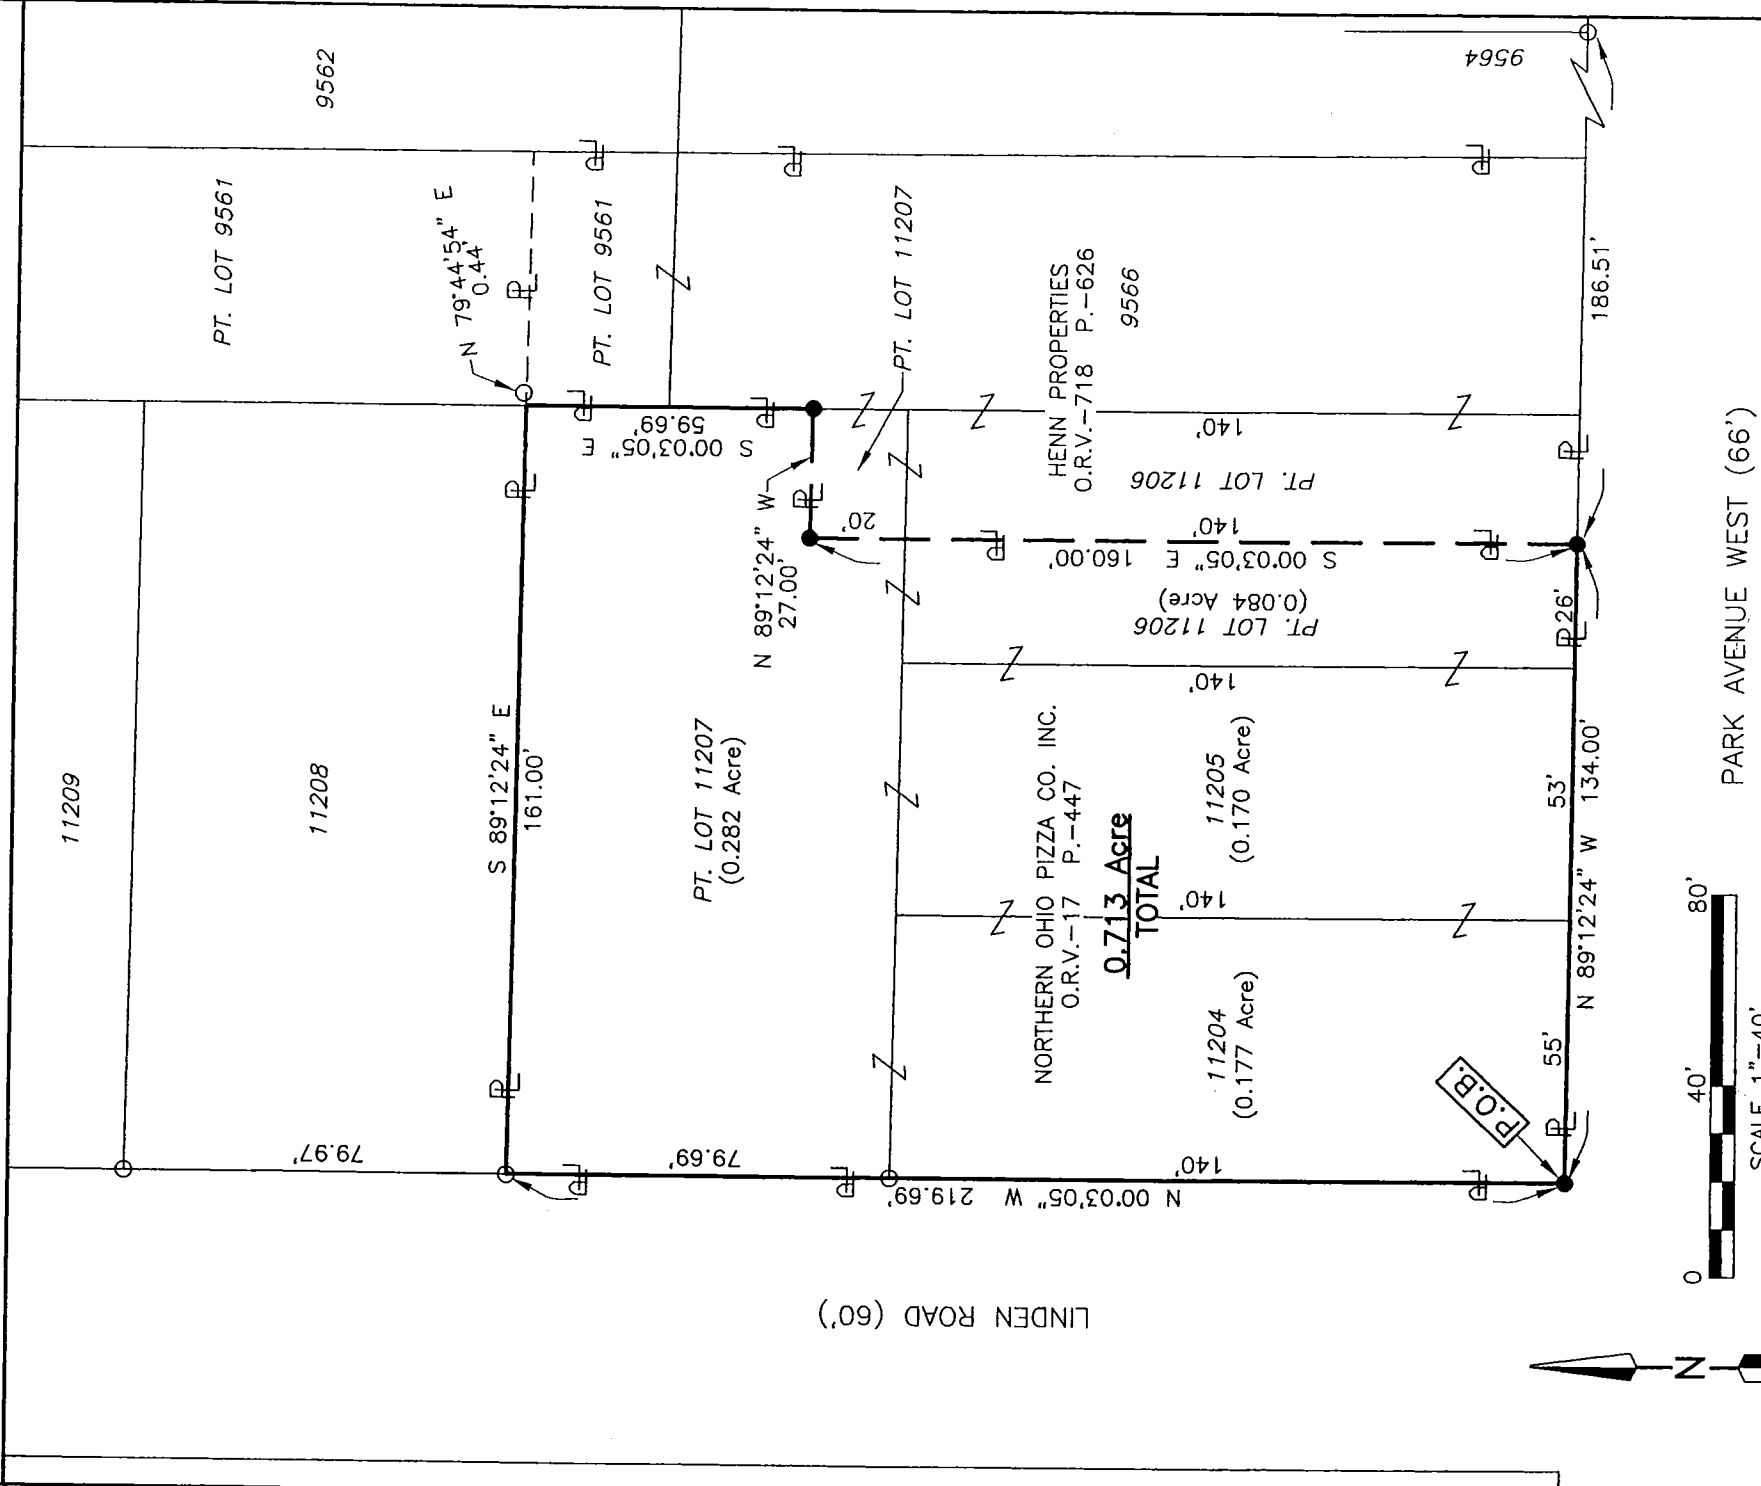 9562
9564
PT. LOT 9561
N 79°44'54" E
0.44'
PT. LOT 9561
PT. LOT 11207
HENN PROPERTIES
O.R.V.-718 P.-626
9566
186.51'
11209
11208
S 89°12'24" E
161.00'
S 00°03'05" E
59.69'
N 89°12'24" W
27.00'
20'
140'
PT. LOT 11206
140'
S 00°03'05" E 160.00'
PT. LOT 11206
(0.084 Acre)
26'
PT. LOT 11207
(0.282 Acre)
140'
NORTHERN OHIO PIZZA CO. INC.
O.R.V.-17 P.-447
0.713 Acre
TOTAL
11205
(0.170 Acre)
53'
140'
11204
(0.177 Acre)
55'
N 89°12'24" W 134.00'
79.97'
79.69'
140'
N 00°03'05" W 219.69'
P.O.B.
LINDEN ROAD (60')
PARK AVENUE WEST (66')
0 40' 80'
SCALE 1"=40'
N